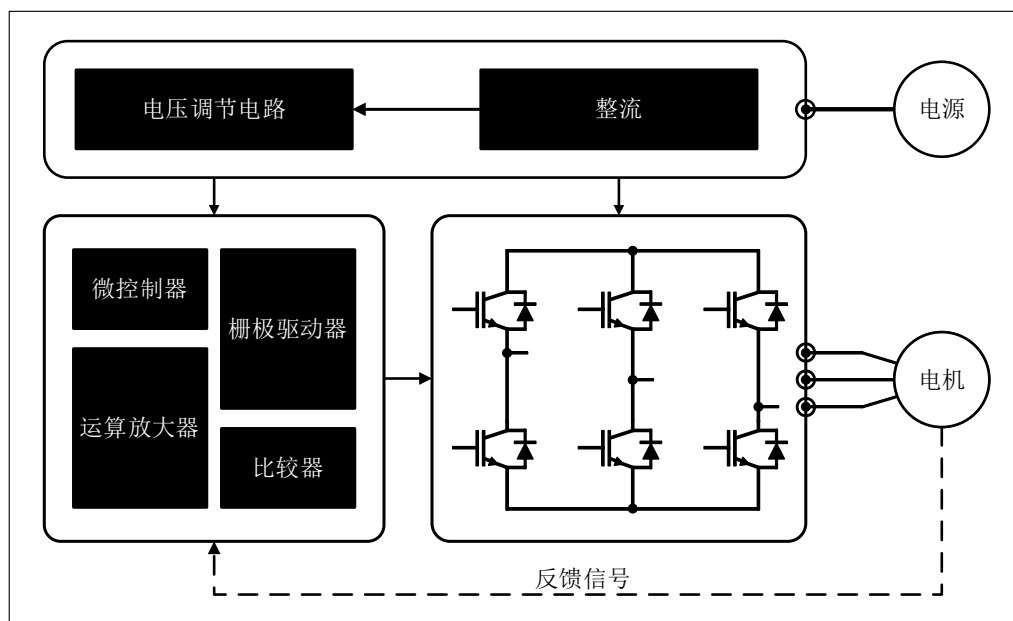 电压调节电路
整流
电源
微控制器
栅极驱动器
运算放大器
比较器
电机
反馈信号